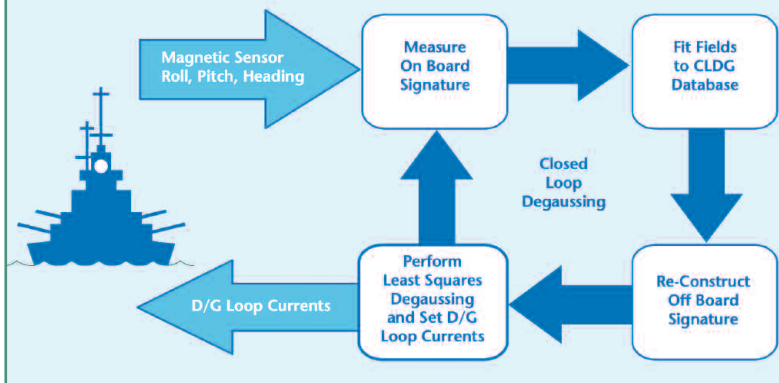 Magnetic Sensor
Roll, Pitch, Heading
Measure
On Board
Signature
Fit Fields
to CLDG
Database
Closed
Loop
Degaussing
Re-Construct
Off Board
Signature
Perform
Least Squares
Degaussing
and Set D/G
Loop Currents
D/G Loop Currents